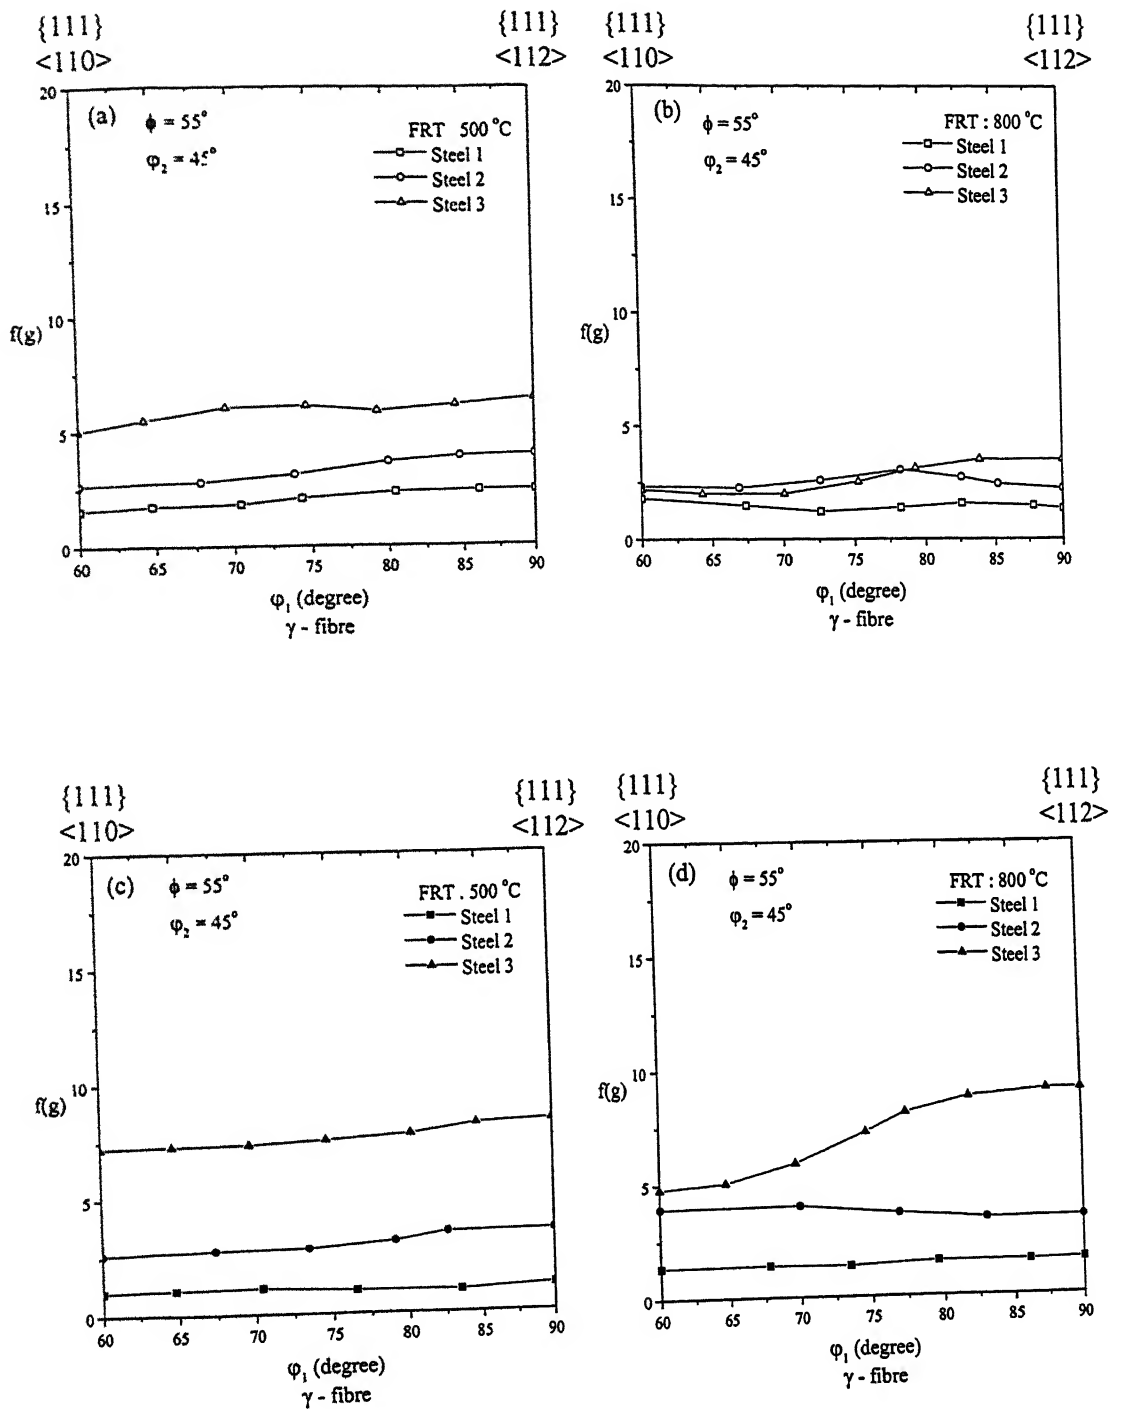 {111} {111}
<110> <112>
(a)
ϕ = 55°
φ₂ = 45°
FRT 500 °C
Steel 1
Steel 2
Steel 3
20
15
10
5
0
f(g)
60 65 70 75 80 85 90
φ₁ (degree)
γ - fibre
{111} {111}
<110> <112>
(b)
ϕ = 55°
φ₂ = 45°
FRT : 800 °C
Steel 1
Steel 2
Steel 3
20
15
10
5
0
f(g)
60 65 70 75 80 85 90
φ₁ (degree)
γ - fibre
{111} {111}
<110> <112>
(c)
ϕ = 55°
φ₂ = 45°
FRT . 500 °C
Steel 1
Steel 2
Steel 3
20
15
10
5
0
f(g)
60 65 70 75 80 85 90
φ₁ (degree)
γ - fibre
{111} {111}
<110> <112>
(d)
ϕ = 55°
φ₂ = 45°
FRT : 800 °C
Steel 1
Steel 2
Steel 3
20
15
10
5
0
f(g)
60 65 70 75 80 85 90
φ₁ (degree)
γ - fibre